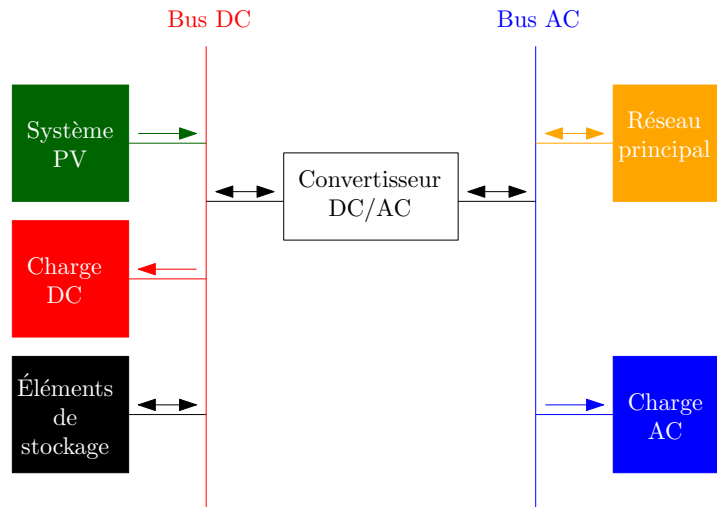 Bus DC
Bus AC
Système
PV
Convertisseur
DC/AC
Réseau
principal
Charge
DC
Éléments
de
stockage
Charge
AC